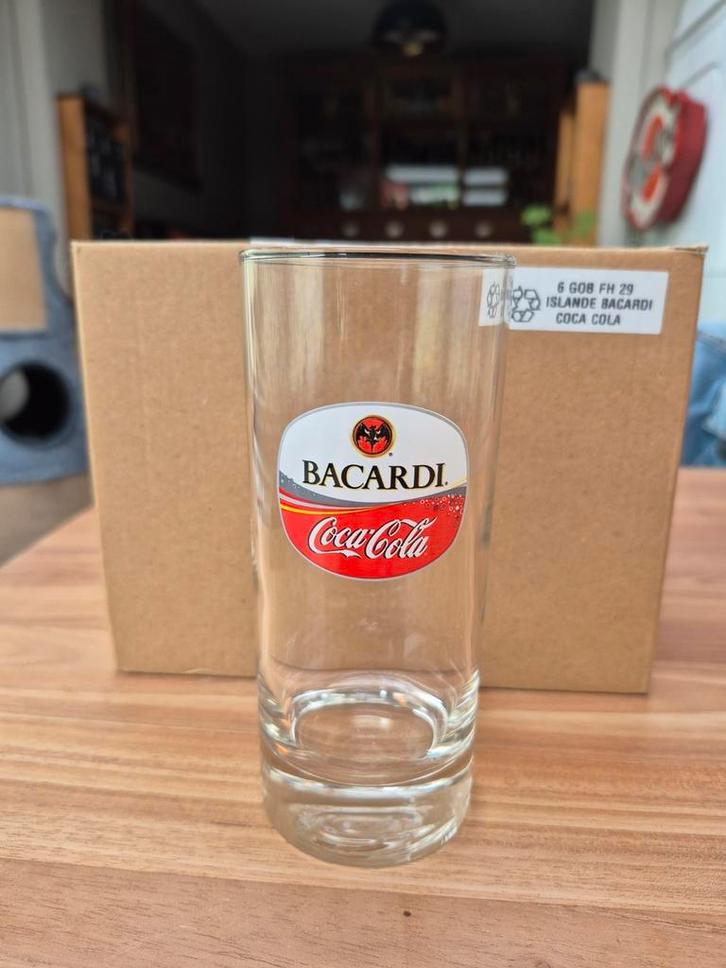 6 GOB FH 29
ISLANDE BACARDI
COCA COLA
BACARDI®
Coca-Cola